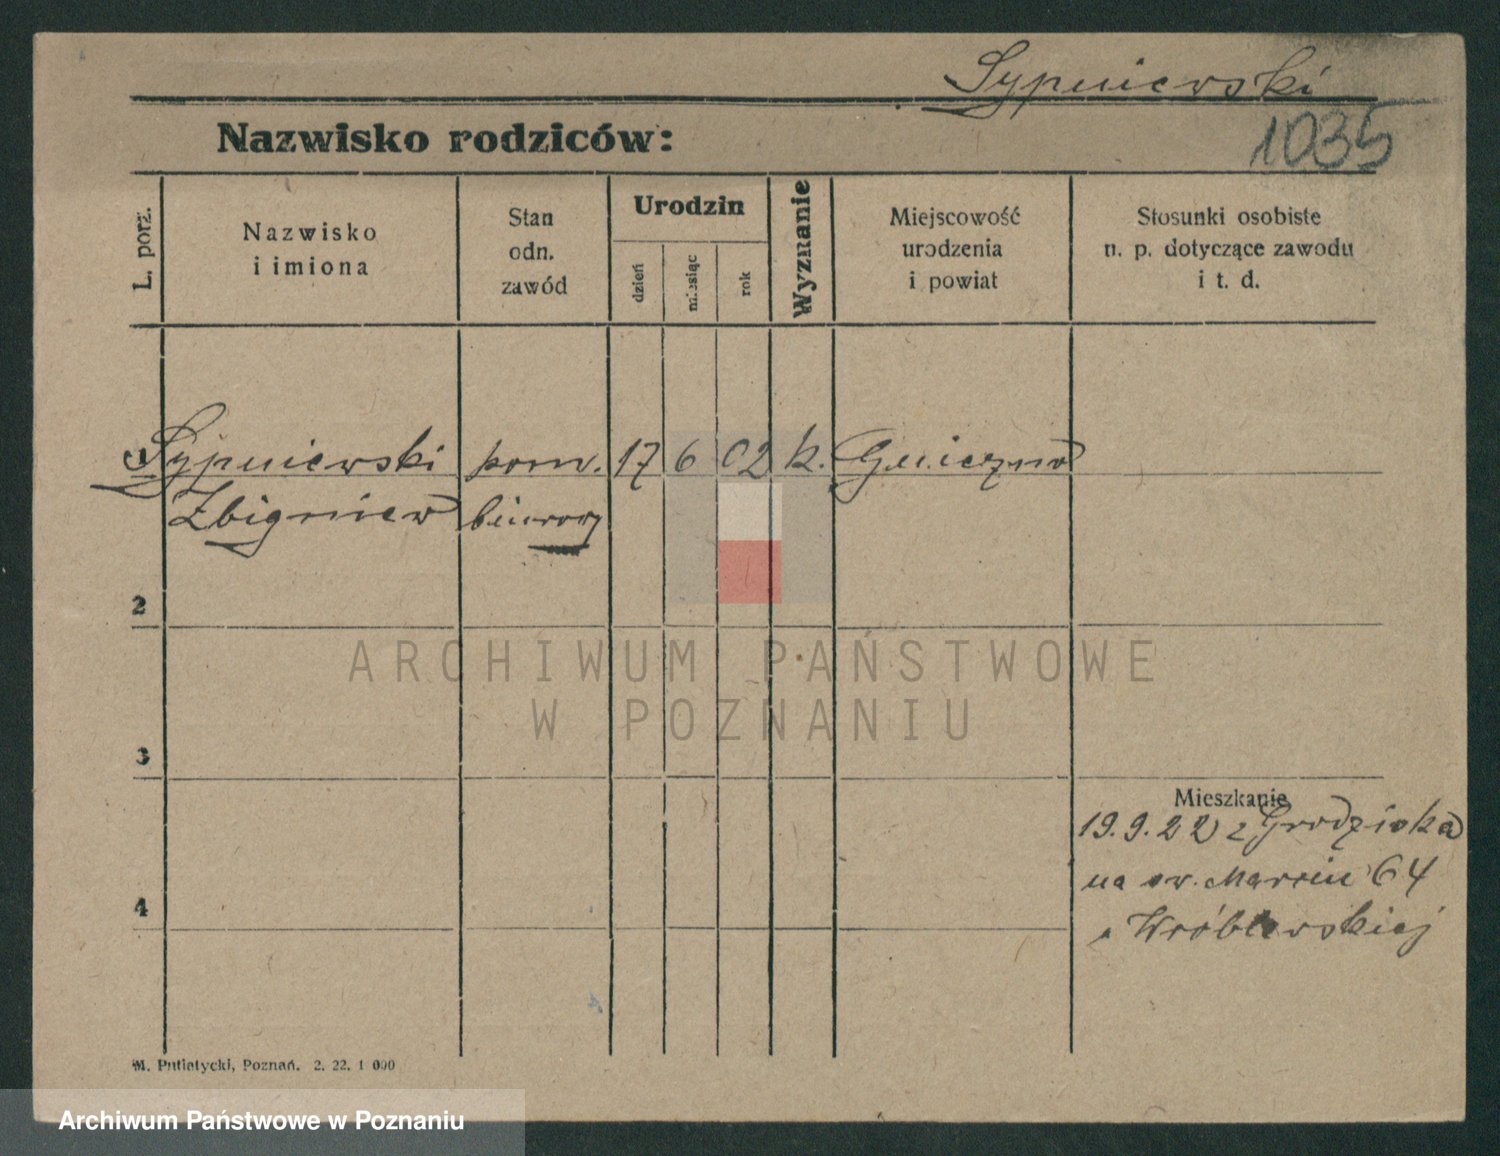 Sypniewski
1035
Nazwisko rodziców:
L. porz.
Nazwisko
i imiona
Stan
odn.
zawód
Urodzin
dzień
miesiąc
rok
Wyznanie
Miejscowość
urodzenia
i powiat
Stosunki osobiste
n. p. dotyczące zawodu
i t. d.
1 Sypniewski pom. 17 6 02 k. Gniezno
Zbigniew biurowy
2
3
4
Mieszkanie
19.9.22 z Grodziska
na św. Marcin 64
Wróblewskiej
M. Putiatycki, Poznań. 2. 22. 1 000
ARCHIWUM PAŃSTWOWE
W POZNANIU
Archiwum Państwowe w Poznaniu